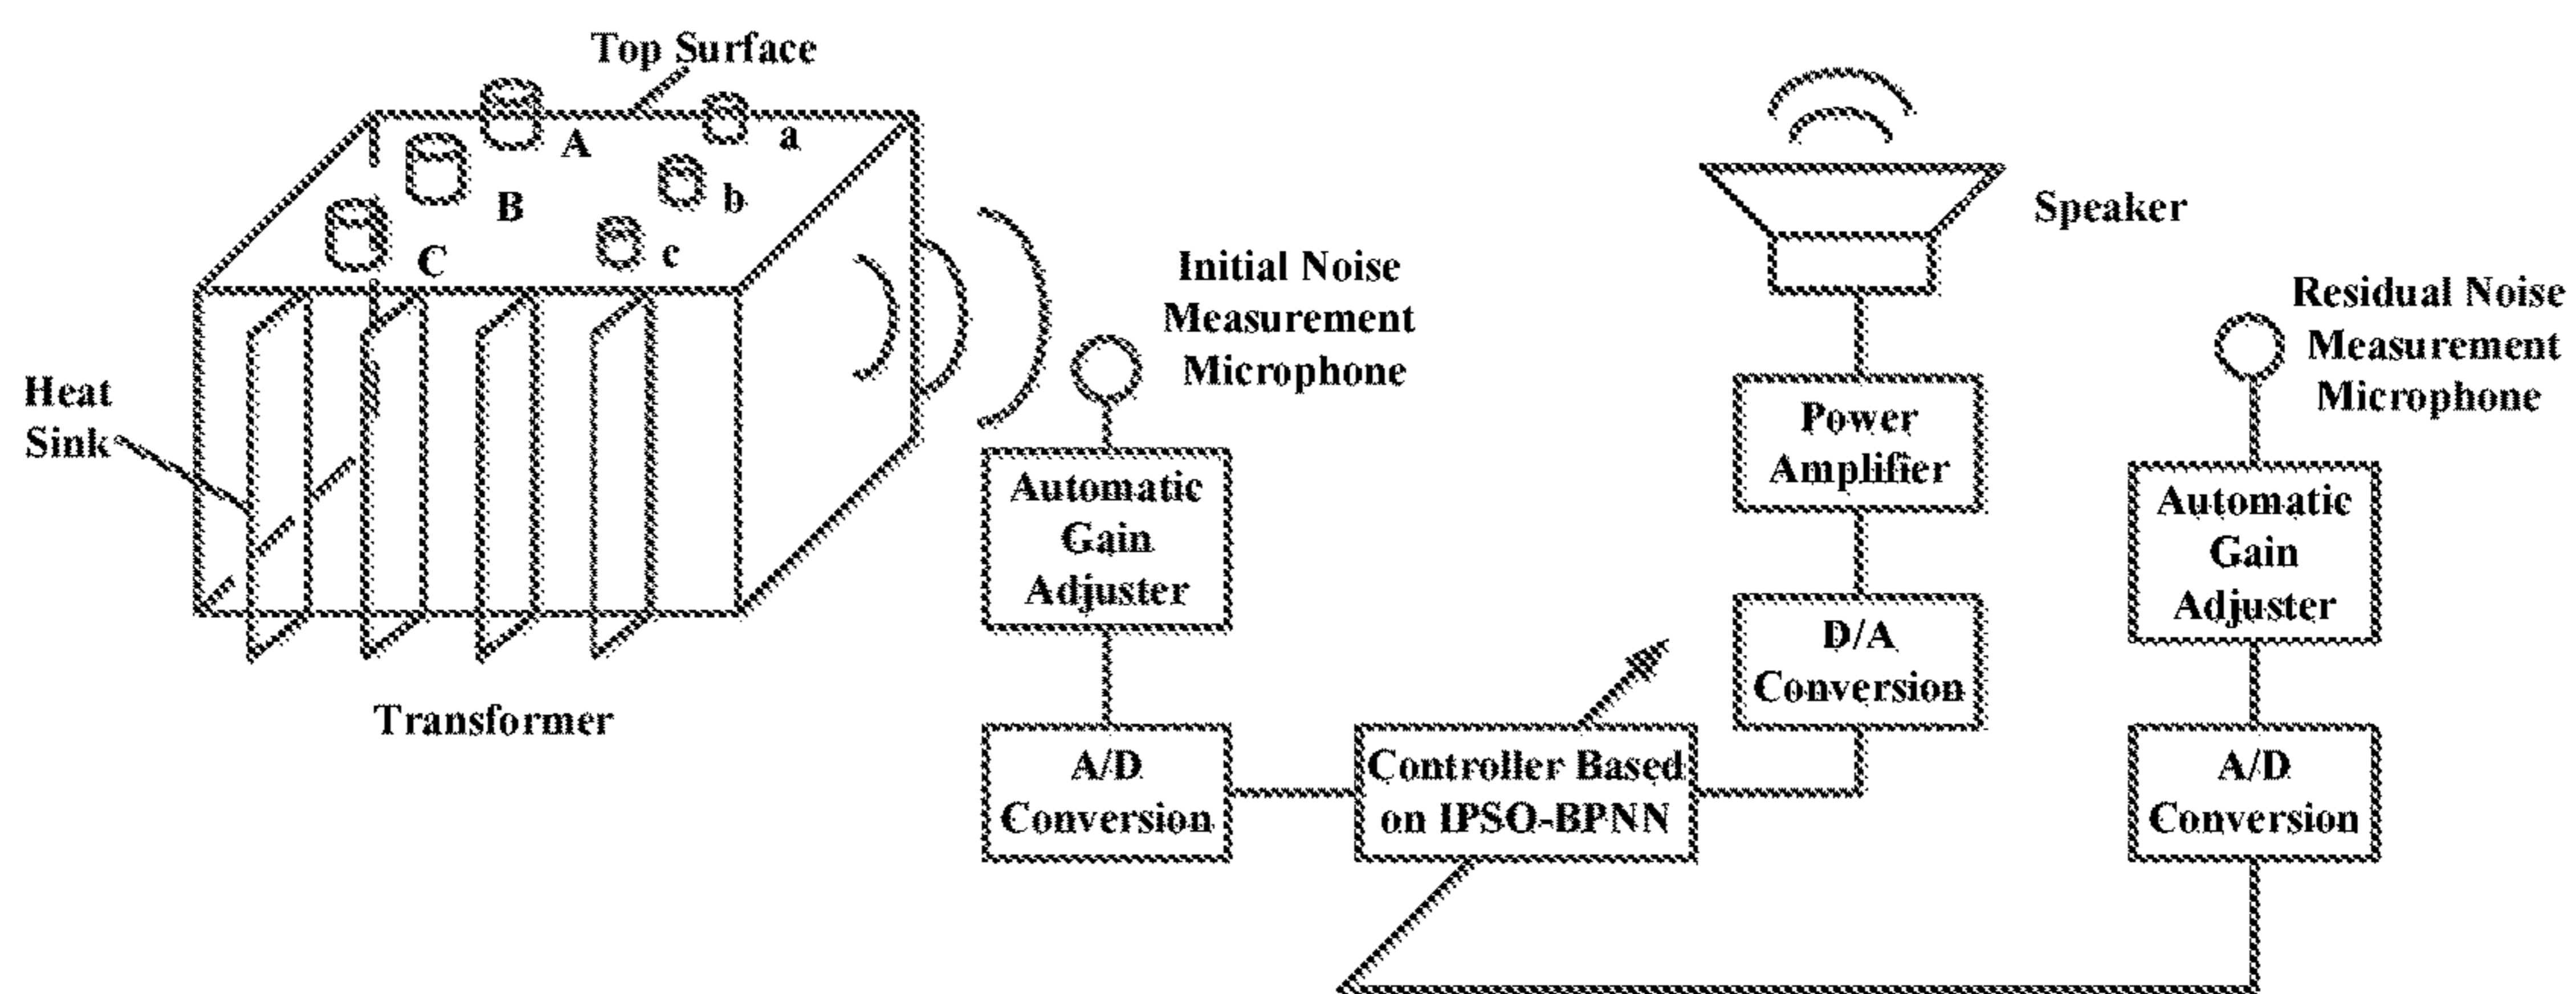 Top Surface
A
a
B
b
C
c
Heat
Sink
Transformer
Initial Noise
Measurement
Microphone
Automatic
Gain
Adjuster
A/D
Conversion
Controller Based
on IPSO-BPNN
Speaker
Power
Amplifier
D/A
Conversion
Residual Noise
Measurement
Microphone
Automatic
Gain
Adjuster
A/D
Conversion